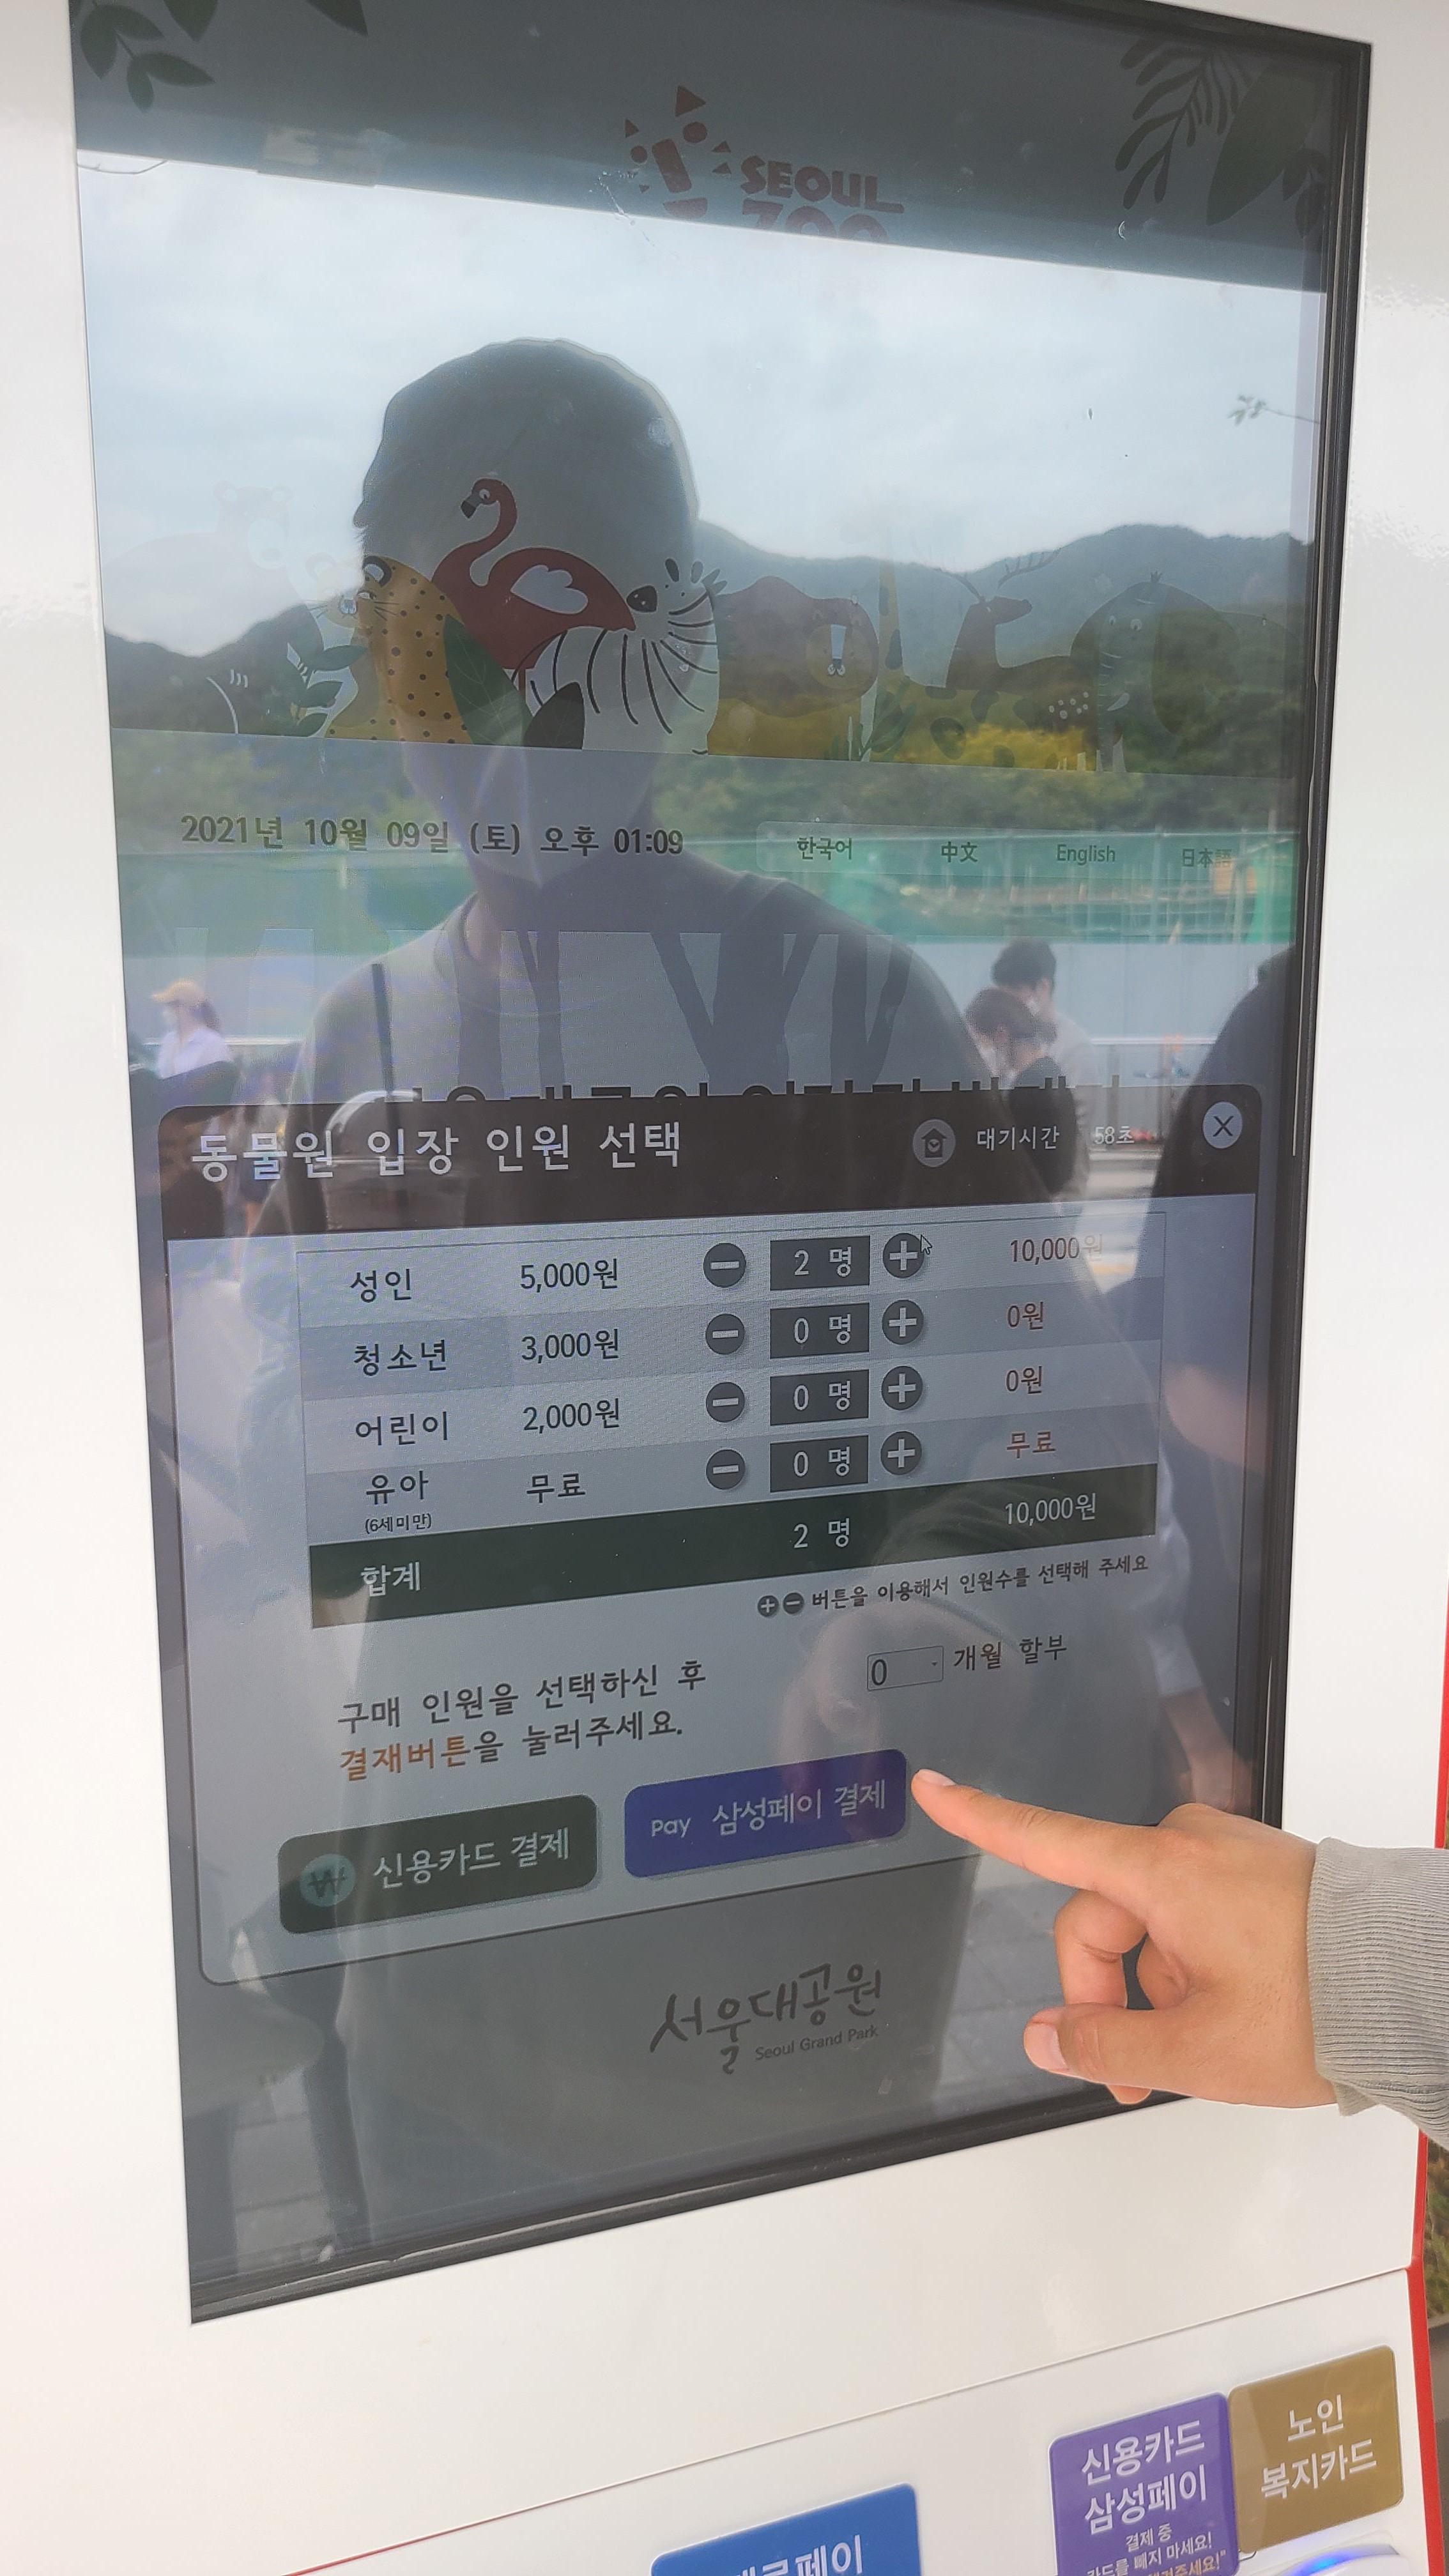 SEOUL
ZOO
2021년 10월 09일 (토) 오후 01:09
한국어 中文 English 日本語
동물원 입장 인원 선택 대기시간 58초 X
성인 5,000원 2 명 10,000원
청소년 3,000원 0 명 0원
어린이 2,000원 0 명 0원
유아 무료 0 명 무료
(6세미만)
합계 2 명 10,000원
버튼을 이용해서 인원수를 선택해 주세요
0 개월 할부
구매 인원을 선택하신 후
결재버튼을 눌러주세요.
₩ 신용카드 결제
Pay 삼성페이 결제
서울대공원
Seoul Grand Park
신용카드
삼성페이
결제 중
카드를 빼지 마세요!
노인
복지카드